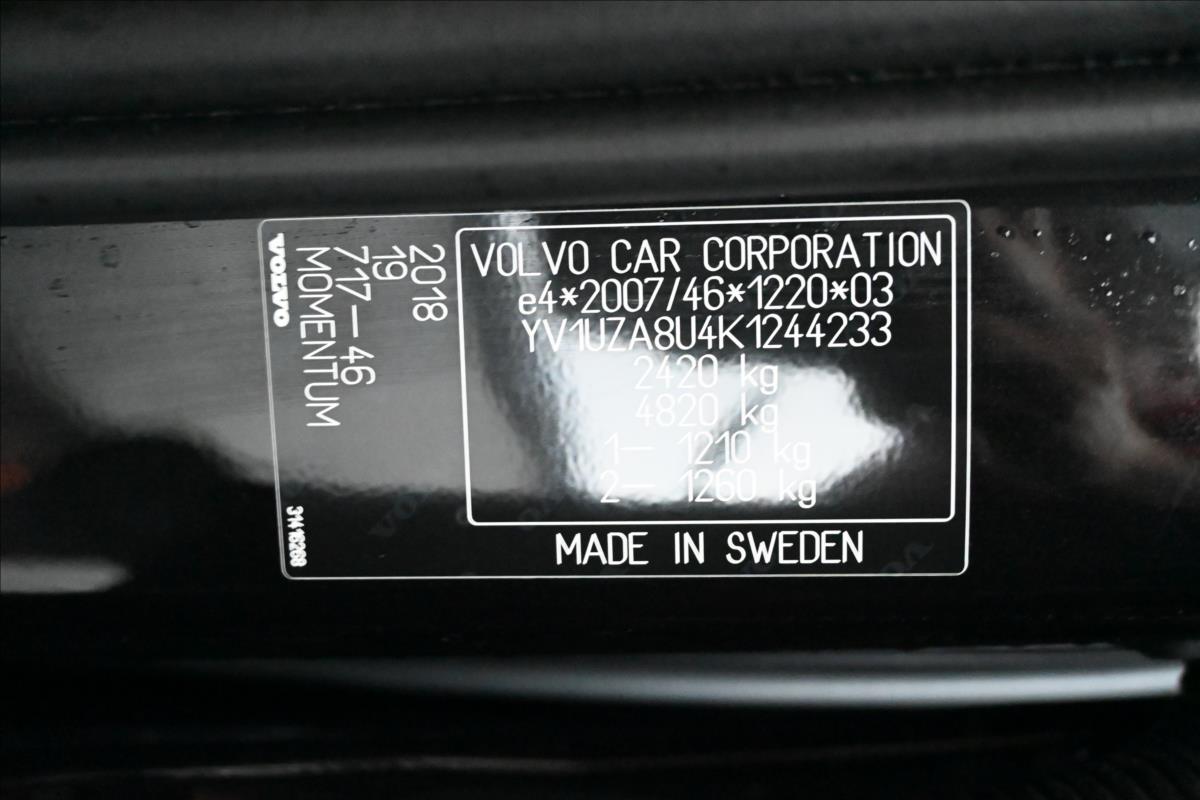 VOLVO CAR CORPORATION
e4*2007/46*1220*03
YV1UZA8U4K1244233
2420 kg
4820 kg
1— 1210 kg
2— 1260 kg
MADE IN SWEDEN
2018
19
717—46
MOMENTUM
VOLVO
31416268